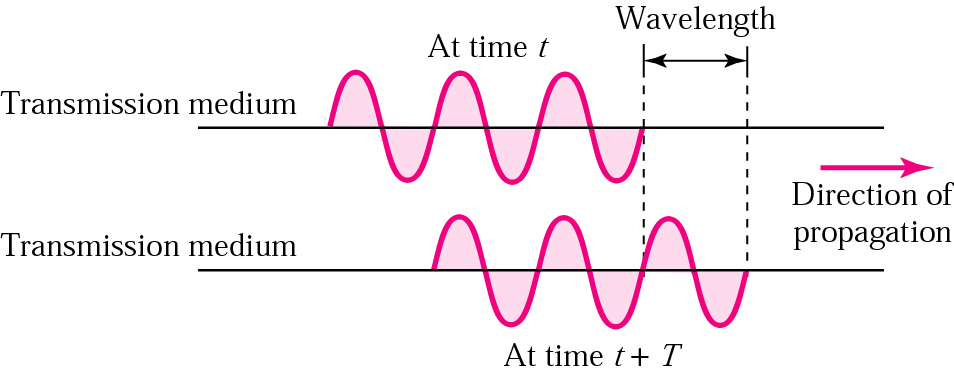 Wavelength
At time t
Transmission medium
Direction of
propagation
Transmission medium
At time t + T